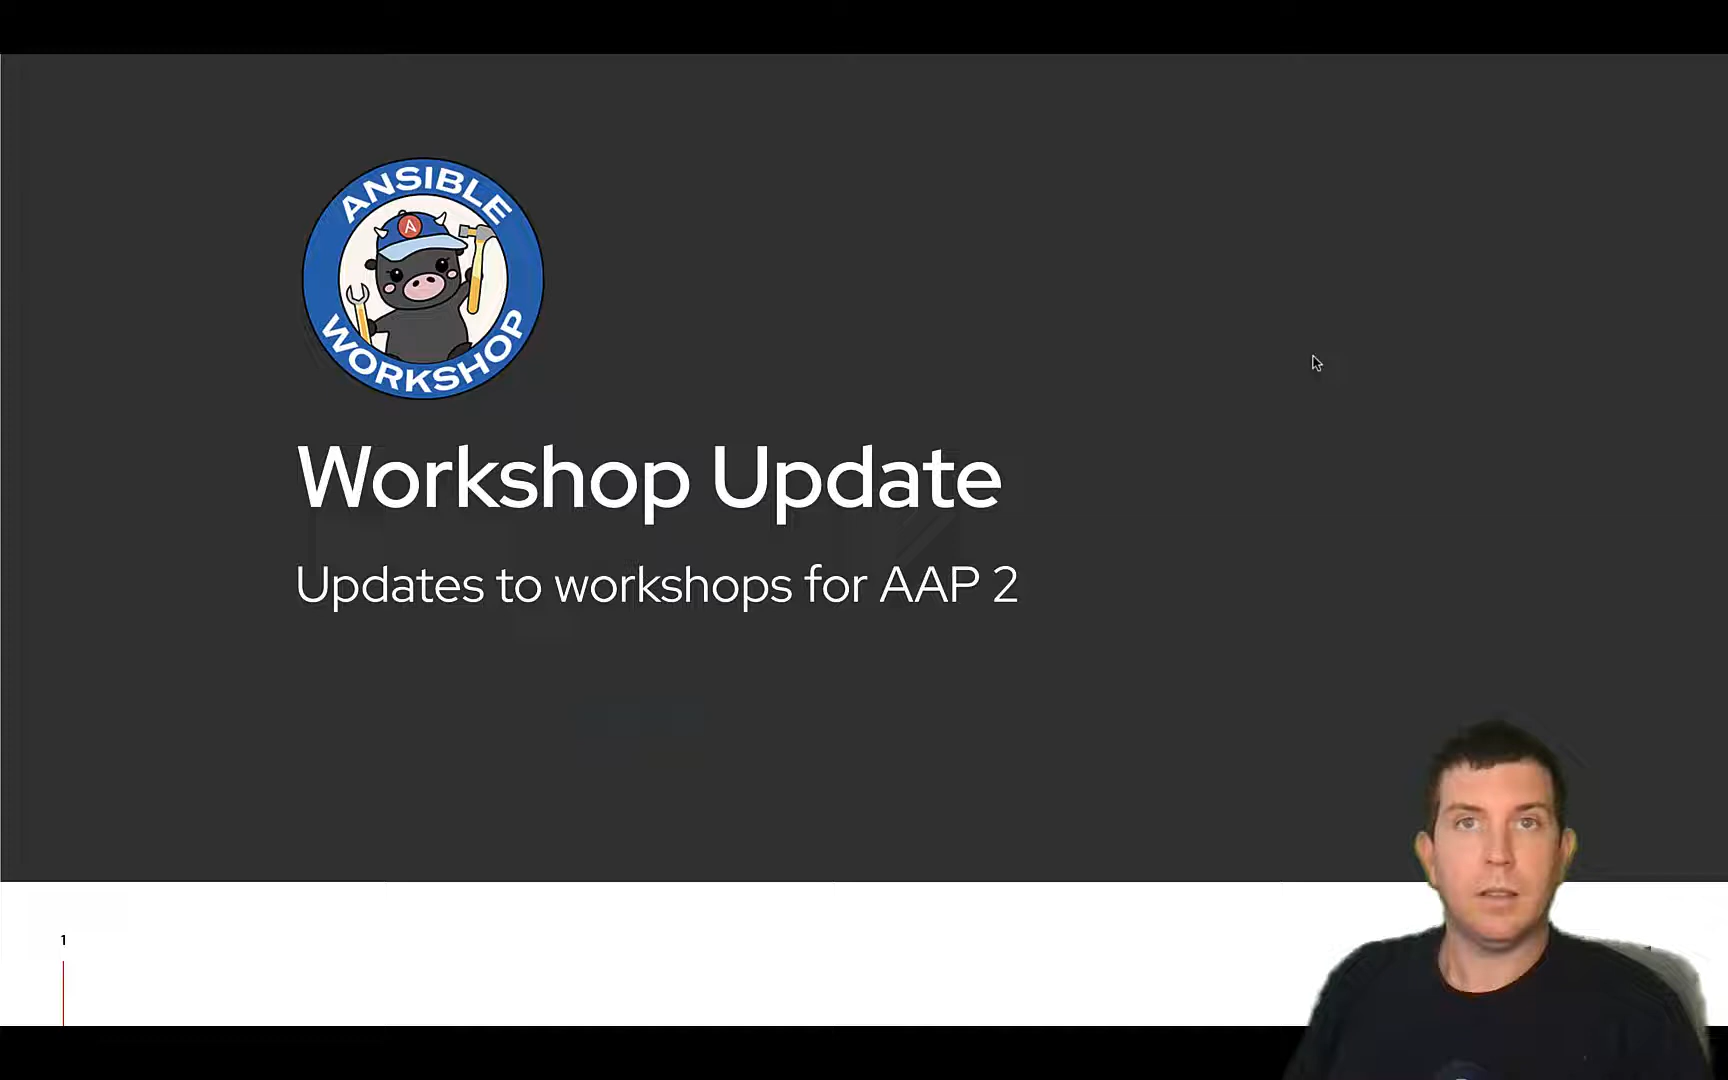 ANSIBLE
A
WORKSHOP
Workshop Update
Updates to workshops for AAP 2
1